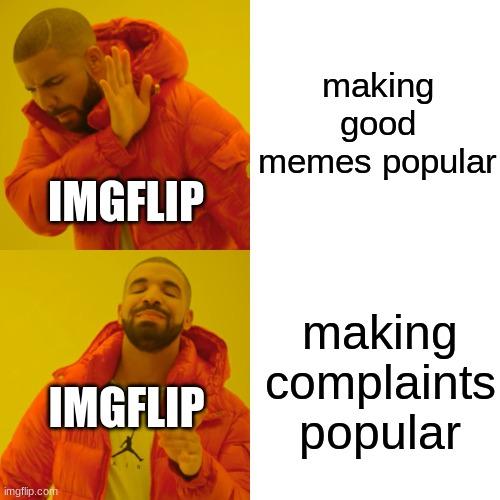 making
good
memes popular
IMGFLIP
making
complaints
popular
IMGFLIP
imgflip.com